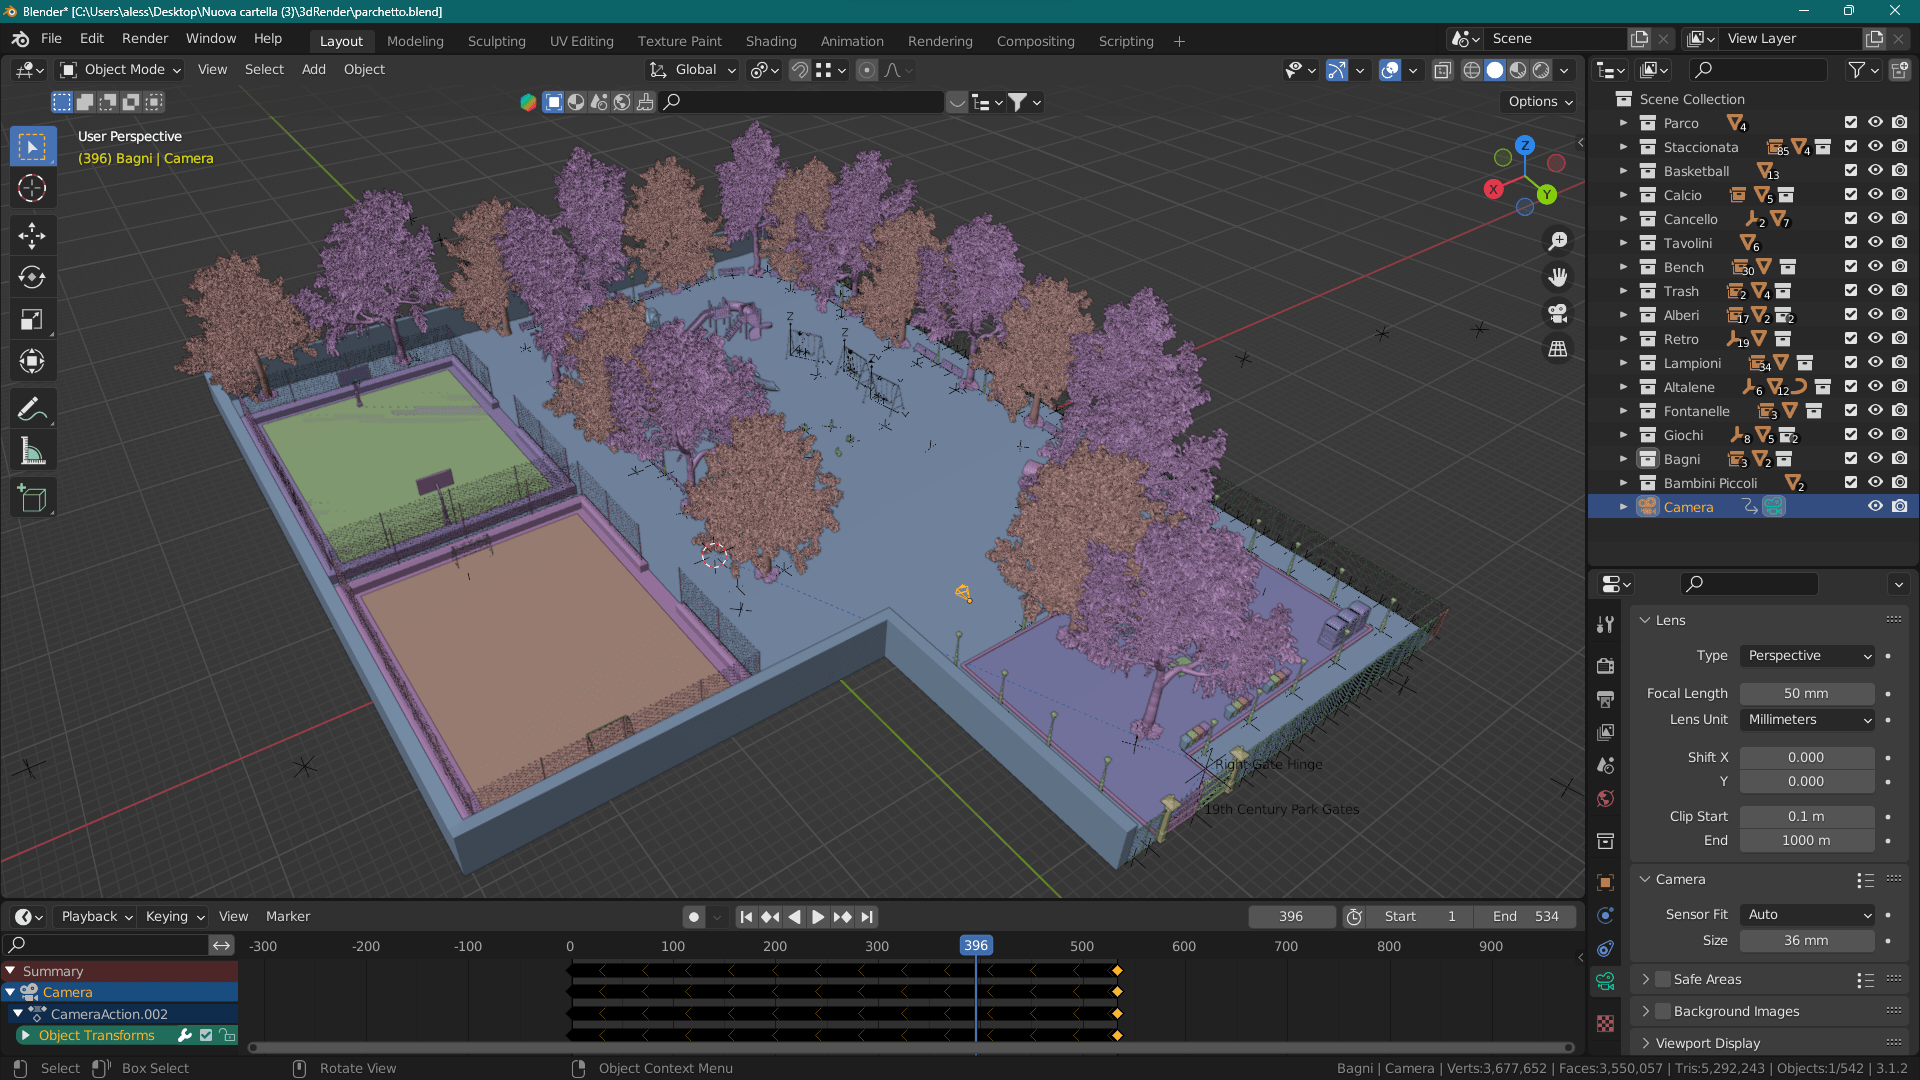 Blender* [C:\Users\aless\Desktop\Nuova cartella (3)\3dRender\parchetto.blend]
File Edit Render Window Help
Layout Modeling Sculpting UV Editing Texture Paint Shading Animation Rendering Compositing Scripting +
Scene
View Layer
Object Mode View Select Add Object
Global
Options
User Perspective
(396) Bagni | Camera
Z
X
Y
Z
Z
Right Gate Hinge
19th Century Park Gates
Scene Collection
Parco 4
Staccionata 85 4
Basketball 13
Calcio 5
Cancello 2 7
Tavolini 6
Bench 30
Trash 2 4
Alberi 17 2 2
Retro 19
Lampioni 34
Altalene 6 12
Fontanelle 3
Giochi 8 5 2
Bagni 3 2
Bambini Piccoli 2
Camera
Lens
Type Perspective
Focal Length 50 mm
Lens Unit Millimeters
Shift X 0.000
Y 0.000
Clip Start 0.1 m
End 1000 m
Camera
Sensor Fit Auto
Size 36 mm
Safe Areas
Background Images
Viewport Display
Playback Keying View Marker
396 Start 1 End 534
-300 -200 -100 0 100 200 300 396 500 600 700 800 900
Summary
Camera
CameraAction.002
Object Transforms
Select Box Select Rotate View Object Context Menu
Bagni | Camera | Verts:3,677,652 | Faces:3,550,057 | Tris:5,292,243 | Objects:1/542 | 3.1.2